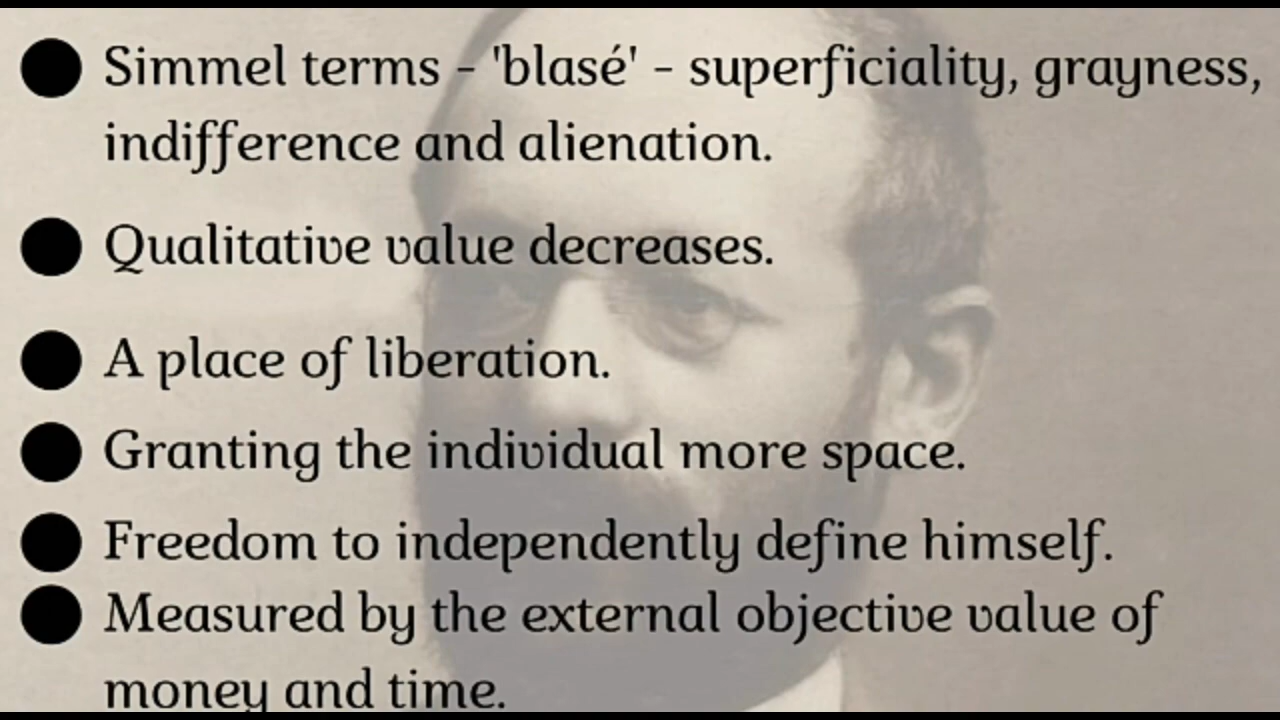 ● Simmel terms - 'blasé' - superficiality, grayness,
indifference and alienation.
● Qualitative value decreases.
● A place of liberation.
● Granting the individual more space.
● Freedom to independently define himself.
● Measured by the external objective value of
money and time.